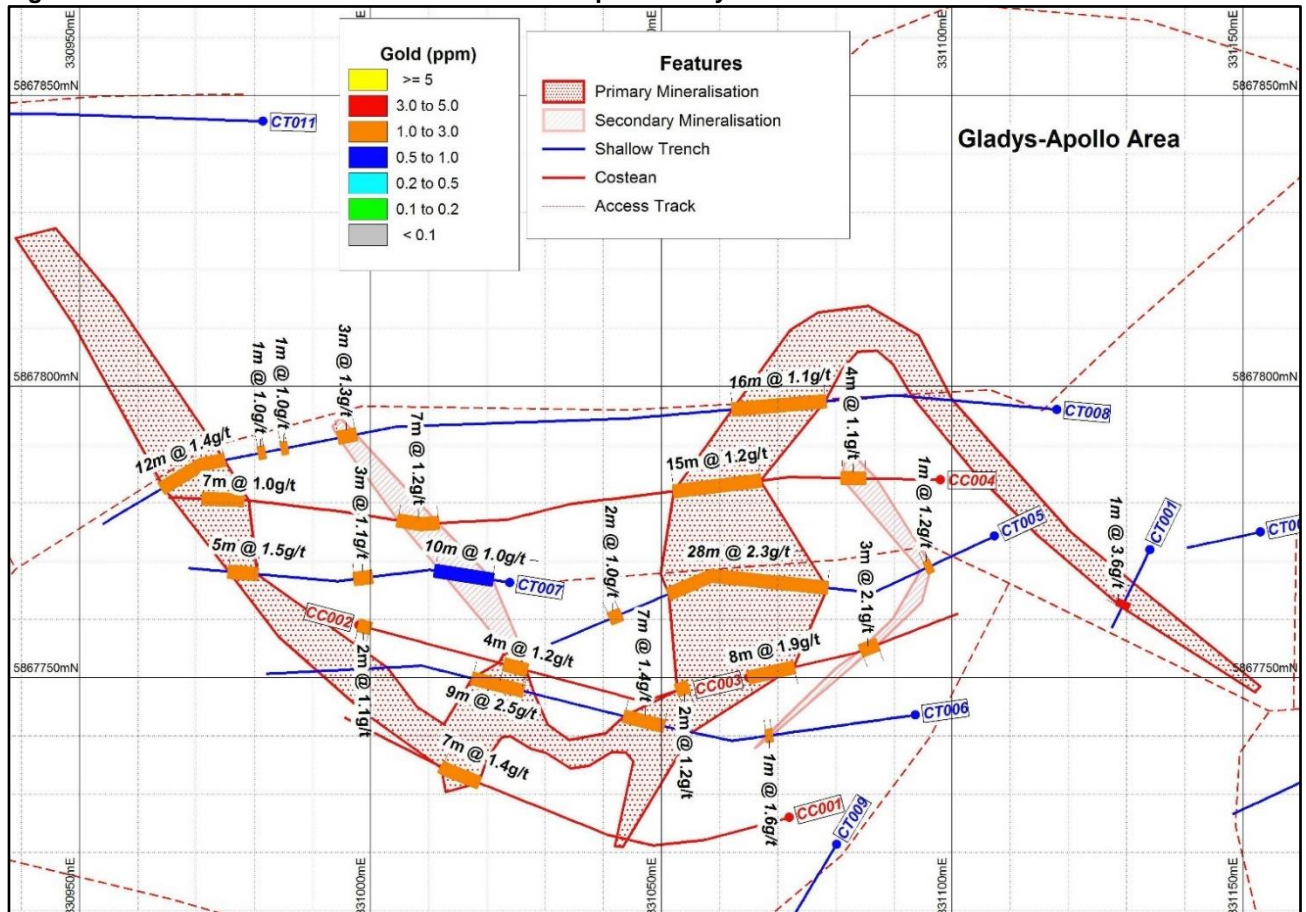 330950mE
331100mE
331150mE
Gold (ppm)
>= 5
3.0 to 5.0
1.0 to 3.0
0.5 to 1.0
0.2 to 0.5
0.1 to 0.2
< 0.1
Features
Primary Mineralisation
Secondary Mineralisation
Shallow Trench
Costean
Access Track
5867850mN
5867850mN
CT011
Gladys-Apollo Area
5867800mN
5867800mN
1m @ 1.0g/t
1m @ 1.0g/t
3m @ 1.3g/t
16m @ 1.1g/t
4m @ 1.1g/t
CT008
12m @ 1.4g/t
7m @ 1.0g/t
7m @ 1.2g/t
15m @ 1.2g/t
CC004
1m @ 1.2g/t
3m @ 1.1g/t
5m @ 1.5g/t
10m @ 1.0g/t
CT007
2m @ 1.0g/t
28m @ 2.3g/t
CT005
1m @ 3.6g/t
CT001
3m @ 2.1g/t
CC002
2m @ 1.1g/t
4m @ 1.2g/t
9m @ 2.5g/t
7m @ 1.4g/t
CC003
8m @ 1.9g/t
5867750mN
5867750mN
2m @ 1.2g/t
CT006
7m @ 1.4g/t
1m @ 1.6g/t
CC001
CT009
330950mE
331000mE
331050mE
331100mE
331150mE